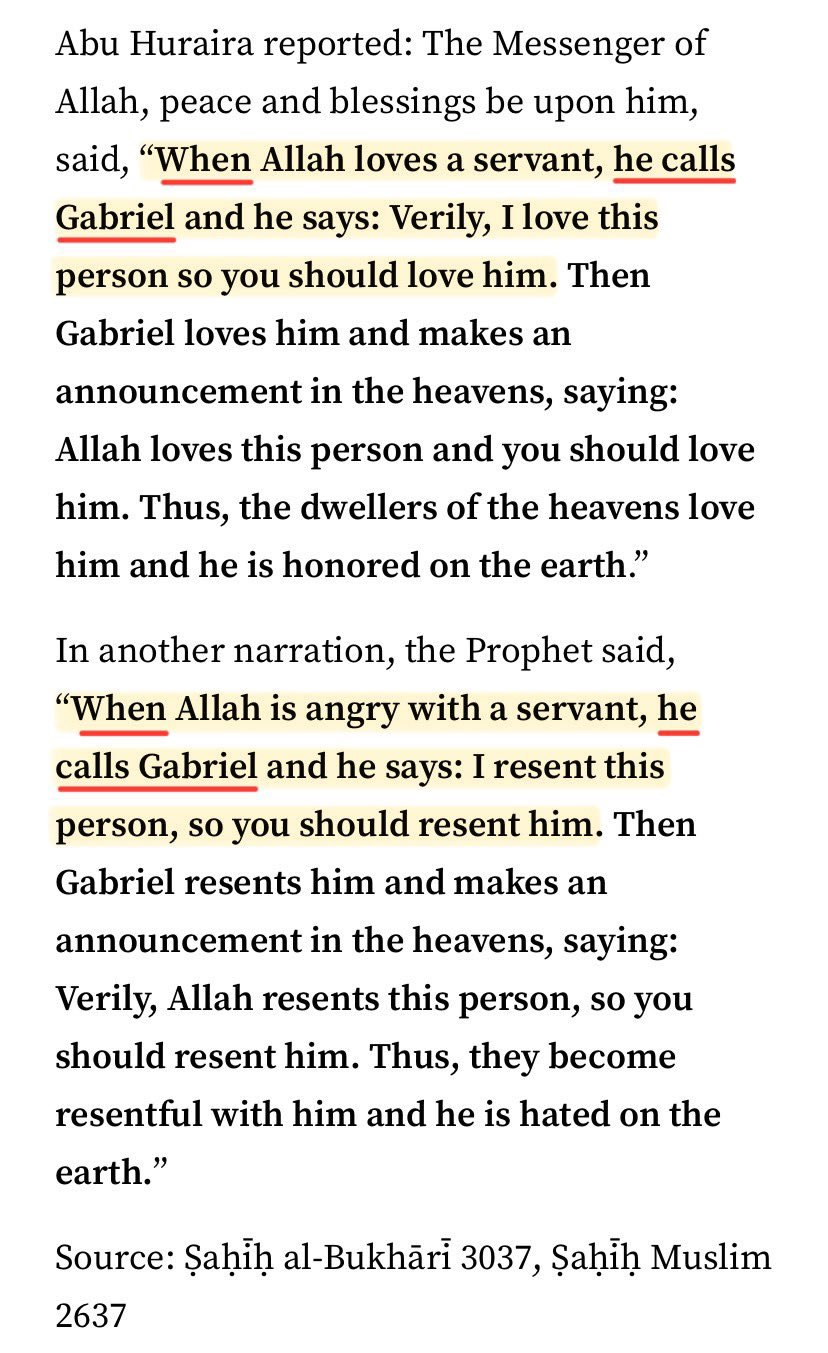 Abu Huraira reported: The Messenger of
Allah, peace and blessings be upon him,
said, “When Allah loves a servant, he calls
Gabriel and he says: Verily, I love this
person so you should love him. Then
Gabriel loves him and makes an
announcement in the heavens, saying:
Allah loves this person and you should love
him. Thus, the dwellers of the heavens love
him and he is honored on the earth.”
In another narration, the Prophet said,
“When Allah is angry with a servant, he
calls Gabriel and he says: I resent this
person, so you should resent him. Then
Gabriel resents him and makes an
announcement in the heavens, saying:
Verily, Allah resents this person, so you
should resent him. Thus, they become
resentful with him and he is hated on the
earth.”
Source: Ṣaḥīḥ al-Bukhārī 3037, Ṣaḥīḥ Muslim
2637